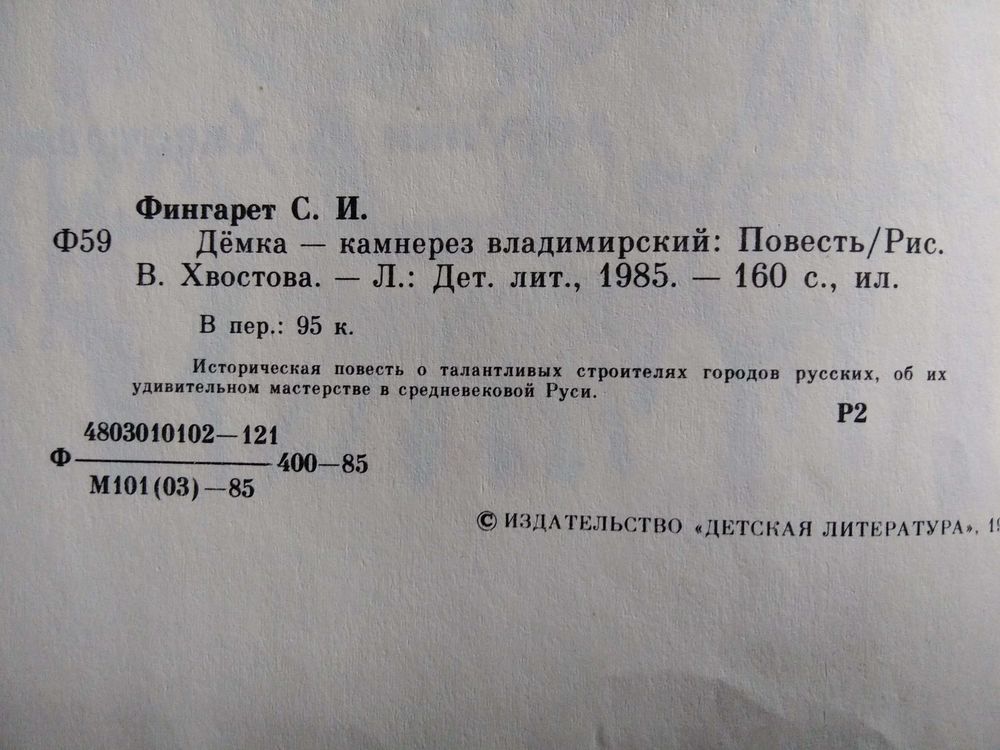 Фингарет С. И.
Ф59 Дёмка — камнерез владимирский: Повесть/Рис.
В. Хвостова. — Л.: Дет. лит., 1985. — 160 с., ил.
В пер.: 95 к.
Историческая повесть о талантливых строителях городов русских, об их
удивительном мастерстве в средневековой Руси.
Р2
4803010102—121
Ф 400—85
М101(03)—85
© ИЗДАТЕЛЬСТВО «ДЕТСКАЯ ЛИТЕРАТУРА»,